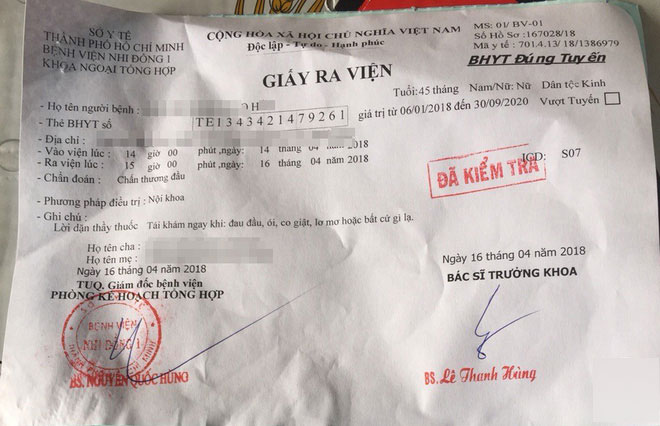 SỞ Y TẾ
THÀNH PHỐ HỒ CHÍ MINH
BỆNH VIỆN NHI ĐỒNG 1
KHOA NGOẠI TỔNG HỢP
CỘNG HÒA XÃ HỘI CHỦ NGHĨA VIỆT NAM
Độc lập - Tự do - Hạnh phúc
MS: 01/ BV-01
Số Hồ Sơ: 167028/18
Mã y tế : 701.4.13/ 18/1386979
BHYT Đúng Tuyến
GIẤY RA VIỆN
- Họ tên người bệnh : H Tuổi: 45 tháng Nam/Nữ: Nữ Dân tộc Kinh
- Thẻ BHYT số TE1343421479261 giá trị từ 06/01/2018 đến 30/09/2020 Vượt Tuyến
- Địa chỉ :
- Vào viện lúc : 14 giờ 00 phút ,ngày: 14 tháng 04 năm 2018
- Ra viện lúc : 15 giờ 00 phút ,ngày: 16 tháng 04 năm 2018
- Chẩn đoán : Chấn thương đầu ICD: S07
ĐÃ KIỂM TRA
- Phương pháp điều trị : Nội khoa
- Ghi chú :
Lời dặn thầy thuốc Tái khám ngay khi: đau đầu, ói, co giật, lơ mơ hoặc bất cứ gì lạ.
Họ tên cha :
Họ tên mẹ :
Ngày 16 tháng 04 năm 2018
TUQ. Giám đốc bệnh viện
PHÒNG KẾ HOẠCH TỔNG HỢP
BỆNH VIỆN
NHI ĐỒNG 1
BS. NGUYỄN QUỐC HÙNG
Ngày 16 tháng 04 năm 2018
BÁC SĨ TRƯỞNG KHOA
BS. Lê Thanh Hùng